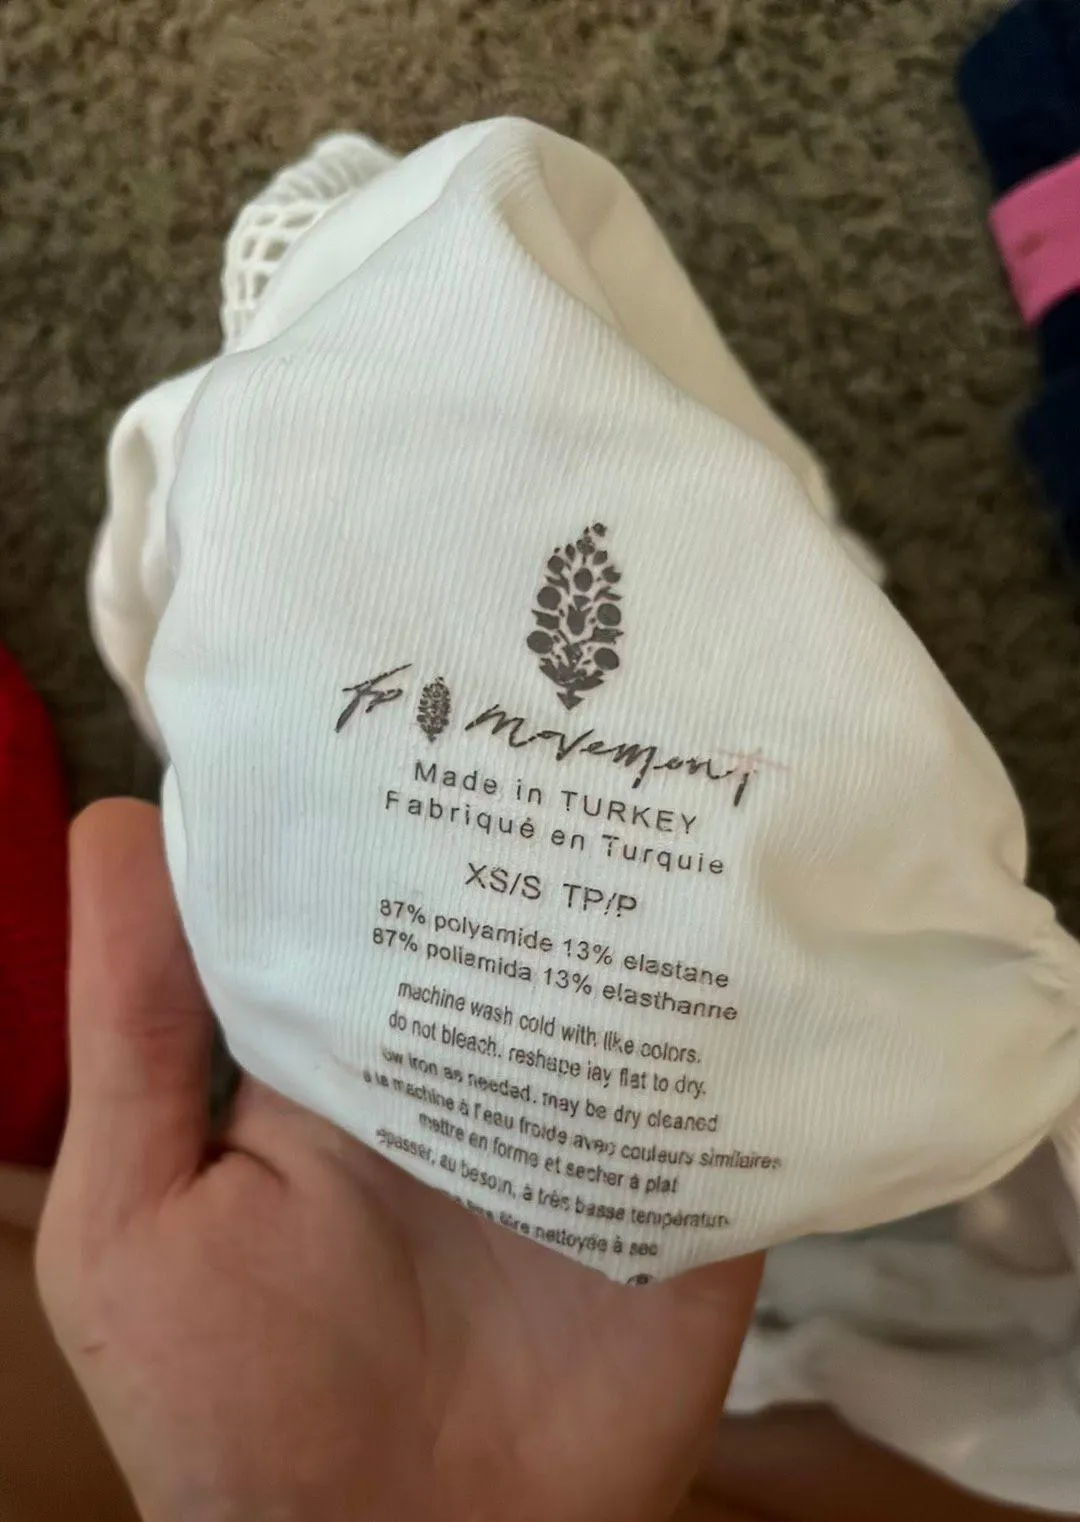 fp movement
Made in TURKEY
Fabriqué en Turquie
XS/S TP/P
87% polyamide 13% elastane
87% poliamida 13% elasthanne
machine wash cold with like colors.
do not bleach. reshape lay flat to dry.
low iron as needed. may be dry cleaned
à la machine à l'eau froide avec couleurs similaires
mettre en forme et secher à plat
epasser, au besoin, à très basse températur
être nettoyée à sec